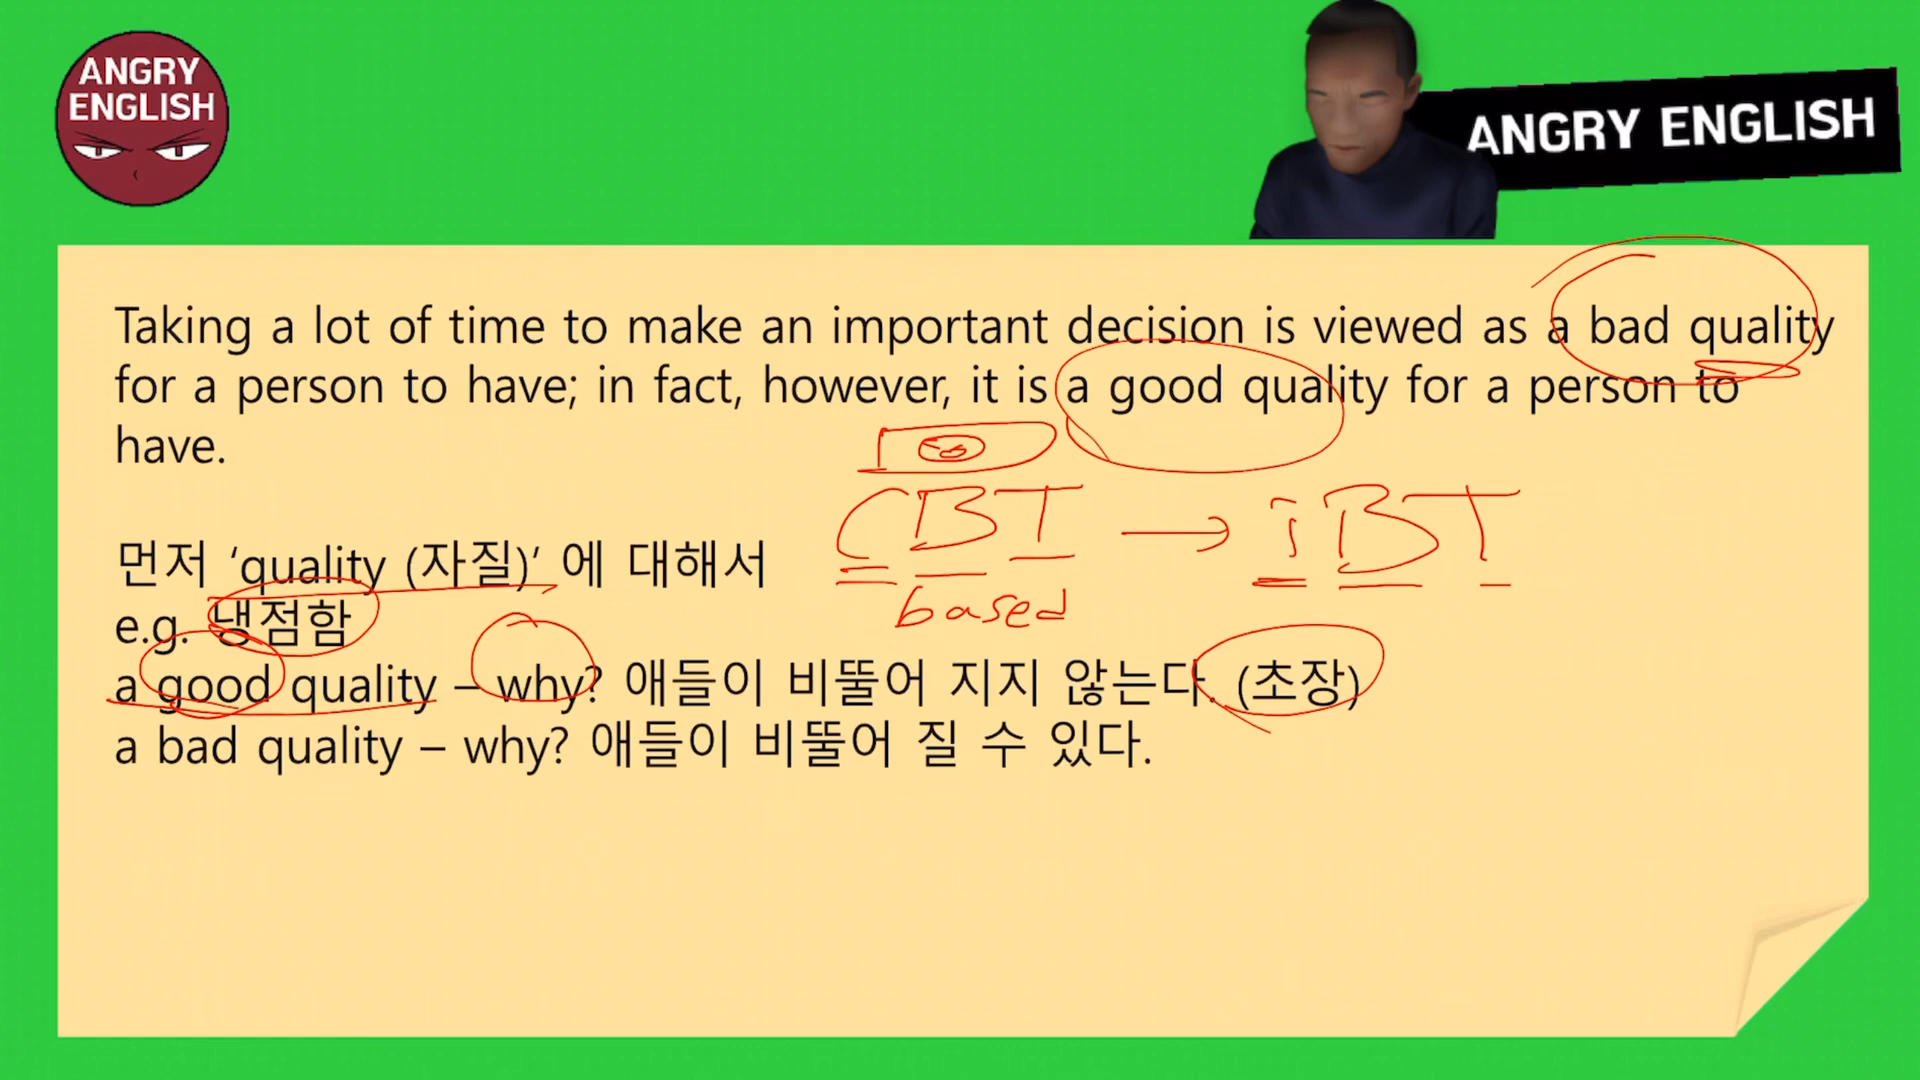 ANGRY
ENGLISH
ANGRY ENGLISH
Taking a lot of time to make an important decision is viewed as a bad quality
for a person to have; in fact, however, it is a good quality for a person to
have.
CBT → iBT
based
먼저 ‘quality (자질)’ 에 대해서
e.g. 냉점함
a good quality – why? 애들이 비뚤어 지지 않는다. (초장)
a bad quality – why? 애들이 비뚤어 질 수 있다.